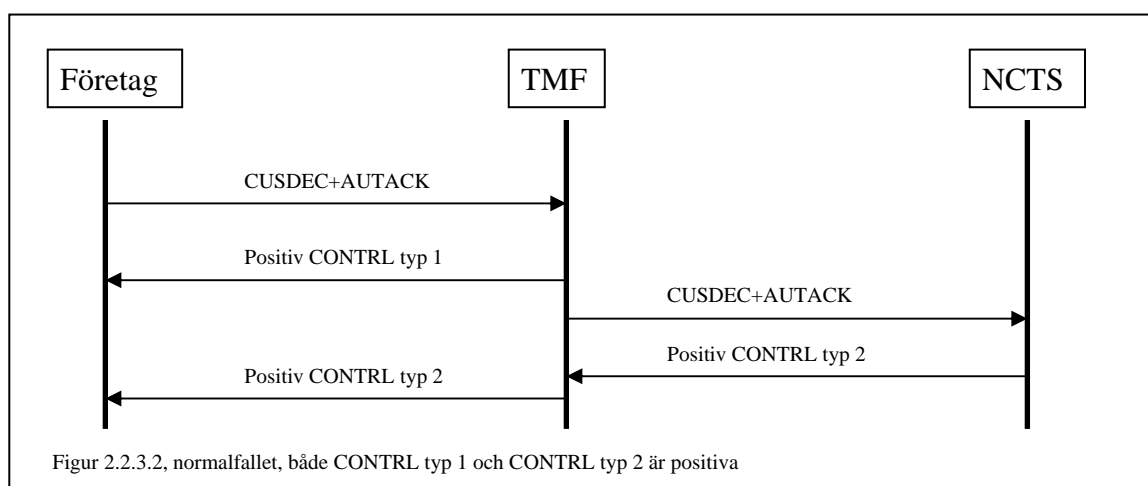 Företag
TMF
NCTS
CUSDEC+AUTACK
Positiv CONTRL typ 1
CUSDEC+AUTACK
Positiv CONTRL typ 2
Positiv CONTRL typ 2
Figur 2.2.3.2, normalfallet, både CONTRL typ 1 och CONTRL typ 2 är positiva